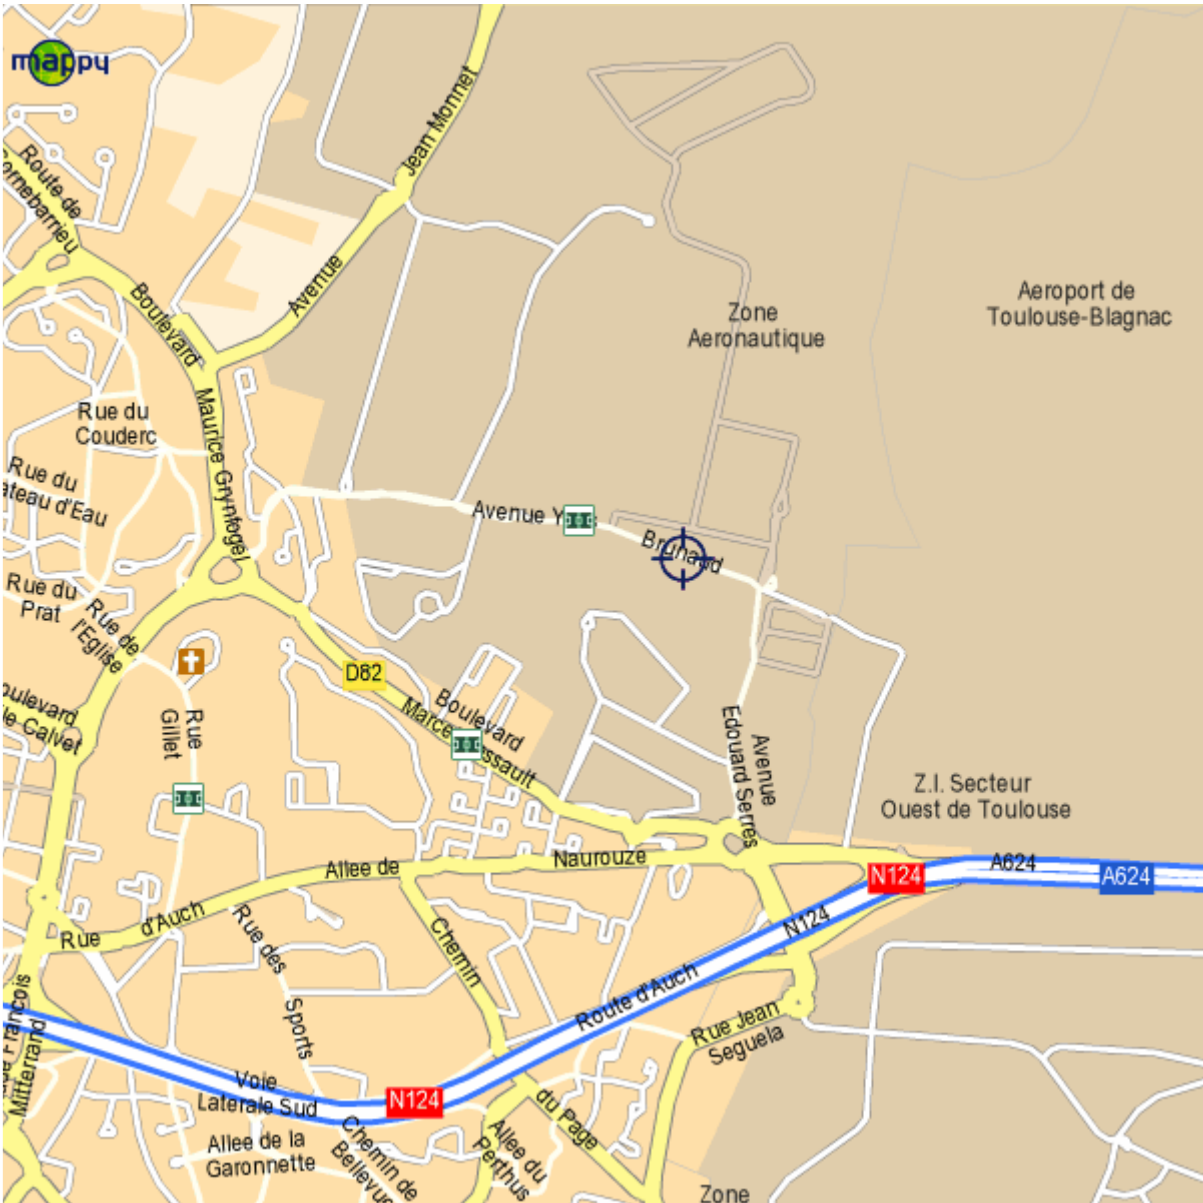 mappy
Jean Monnet
Avenue
Route de
Cornebarrieu
Boulevard
Maurice Grynfogel
Zone
Aeronautique
Aeroport de
Toulouse-Blagnac
Rue du
Couderc
Rue du
ateau d'Eau
Avenue Y
Brunaud
Rue du
Prat
Rue de
l'Eglise
D82
Boulevard
Marce
ssault
oulevard
de Calvet
Rue
Gillet
Avenue
Edouard Serres
Z.I. Secteur
Ouest de Toulouse
Allee de
Naurouze
N124
A624
A624
Rue
d'Auch
Rue des
Sports
Chemin
N124
Route d'Auch
Rue Jean
Seguela
Francois
Mitterrand
Voie
Laterale Sud
N124
du Page
Allee de la
Garonnette
Chemin de
Bellevue
Allee du
Perthus
Zone